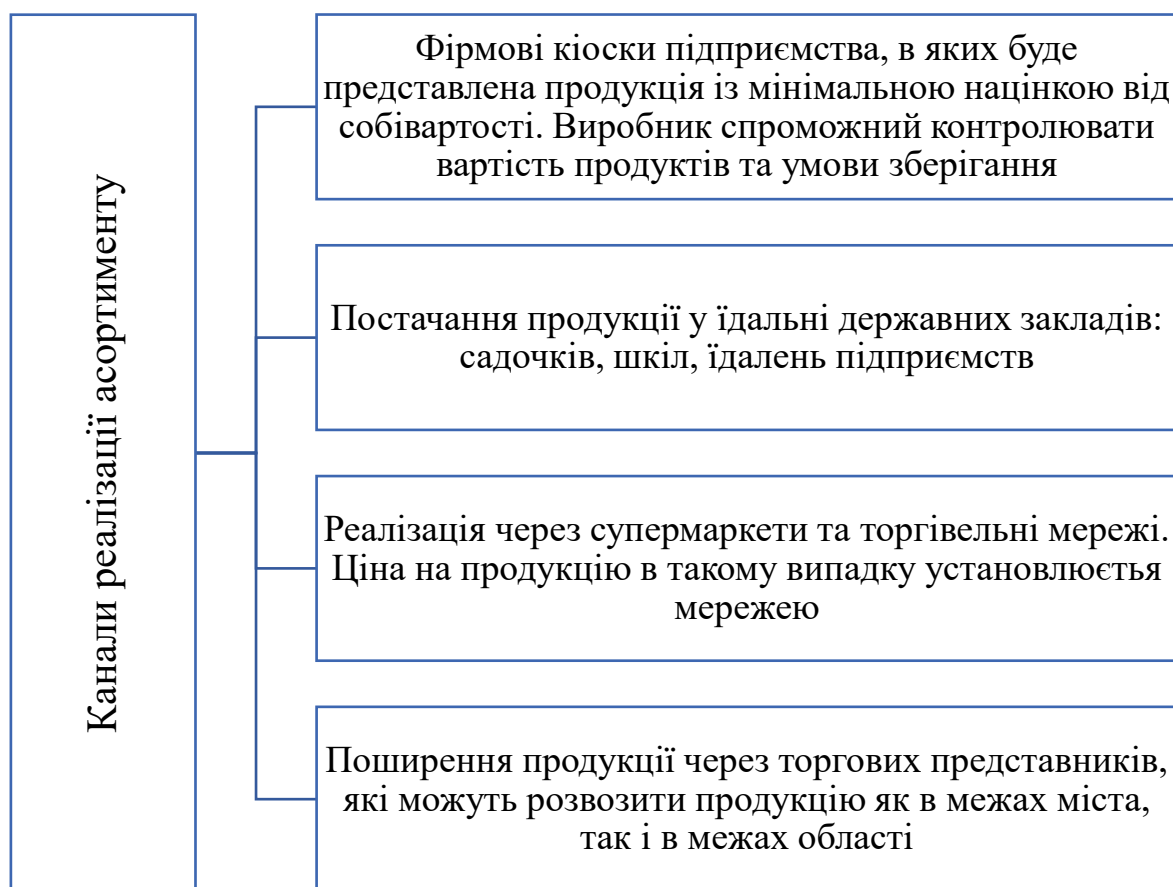 Канали реалізації асортименту
Фірмові кіоски підприємства, в яких буде
представлена продукція із мінімальною націнкою від
собівартості. Виробник спроможний контролювати
вартість продуктів та умови зберігання
Постачання продукції у їдальні державних закладів:
садочків, шкіл, їдалень підприємств
Реалізація через супермаркети та торгівельні мережі.
Ціна на продукцію в такому випадку установлюєтья
мережею
Поширення продукції через торгових представників,
які можуть розвозити продукцію як в межах міста,
так і в межах області